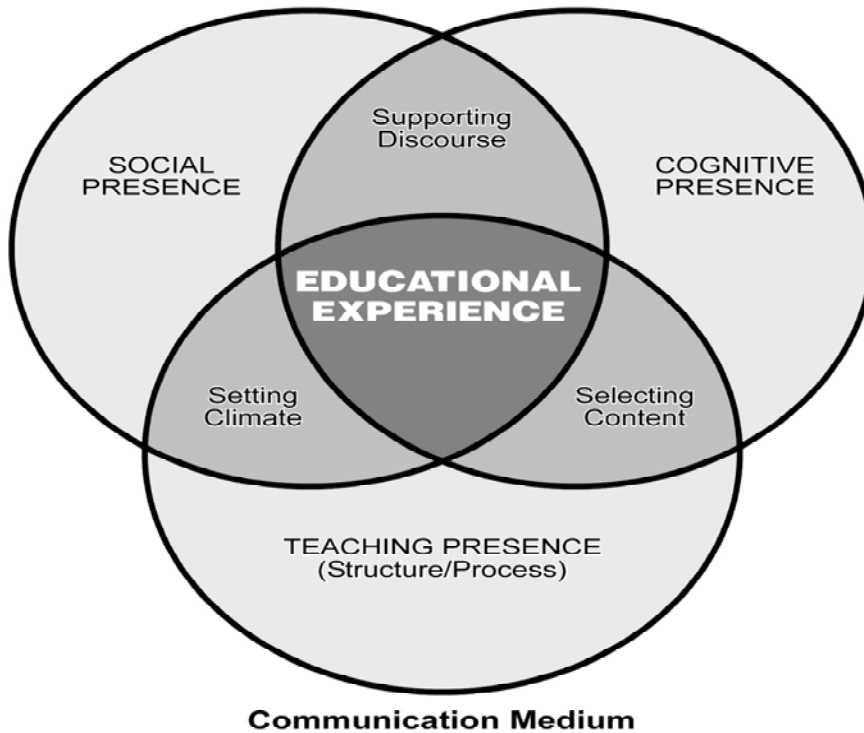 Supporting
Discourse
SOCIAL
PRESENCE
COGNITIVE
PRESENCE
EDUCATIONAL
EXPERIENCE
Setting
Climate
Selecting
Content
TEACHING PRESENCE
(Structure/Process)
Communication Medium